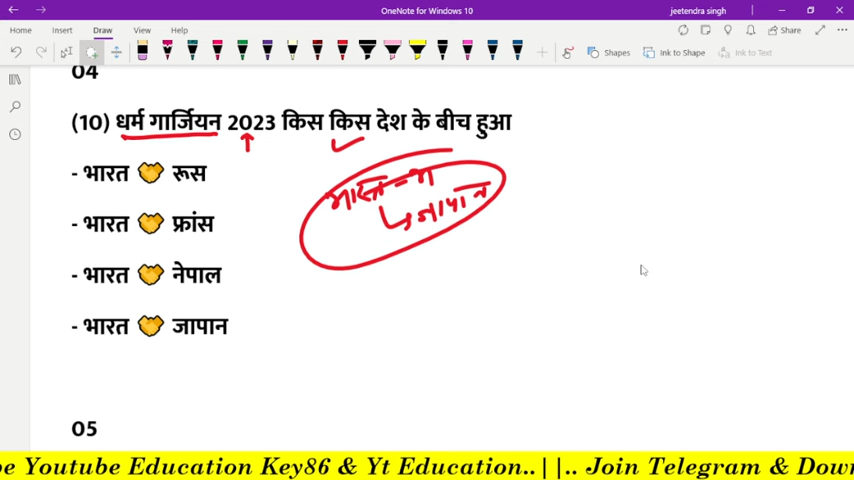 OneNote for Windows 10
jeetendra singh
Home Insert Draw View Help
Share
Shapes Ink to Shape Ink to Text
04
(10) धर्म गार्जियन 2023 किस किस देश के बीच हुआ
- भारत 🤝 रूस
भारत -
जापान
- भारत 🤝 फ्रांस
- भारत 🤝 नेपाल
- भारत 🤝 जापान
05
be Youtube Education Key86 & Yt Education..||.. Join Telegram & Dow